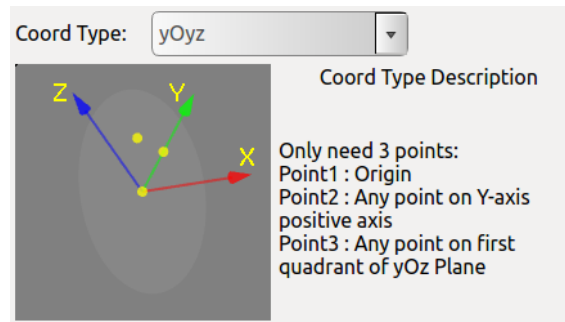 Coord Type: yOyz
Coord Type Description
Z Y
X
Only need 3 points:
Point1 : Origin
Point2 : Any point on Y-axis
positive axis
Point3 : Any point on first
quadrant of yOz Plane